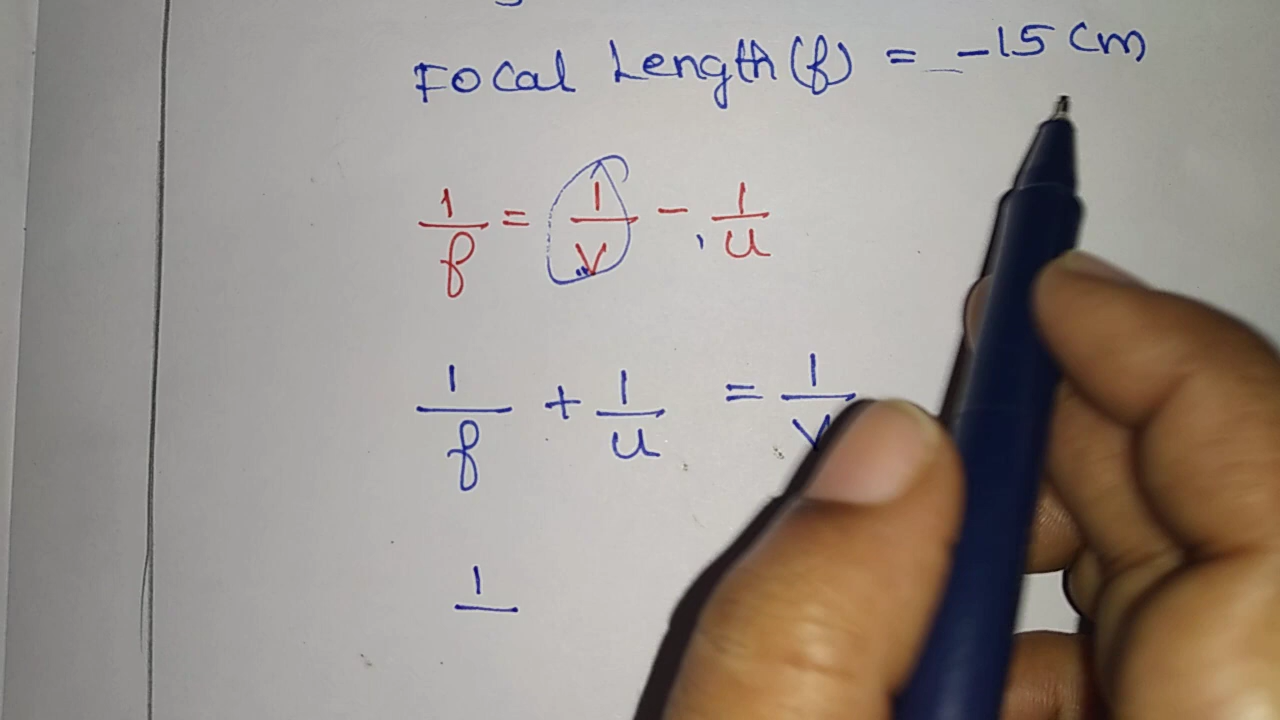 Focal Length (f) = -15 cm
1/f = 1/v - 1/u
1/f + 1/u = 1/v
1